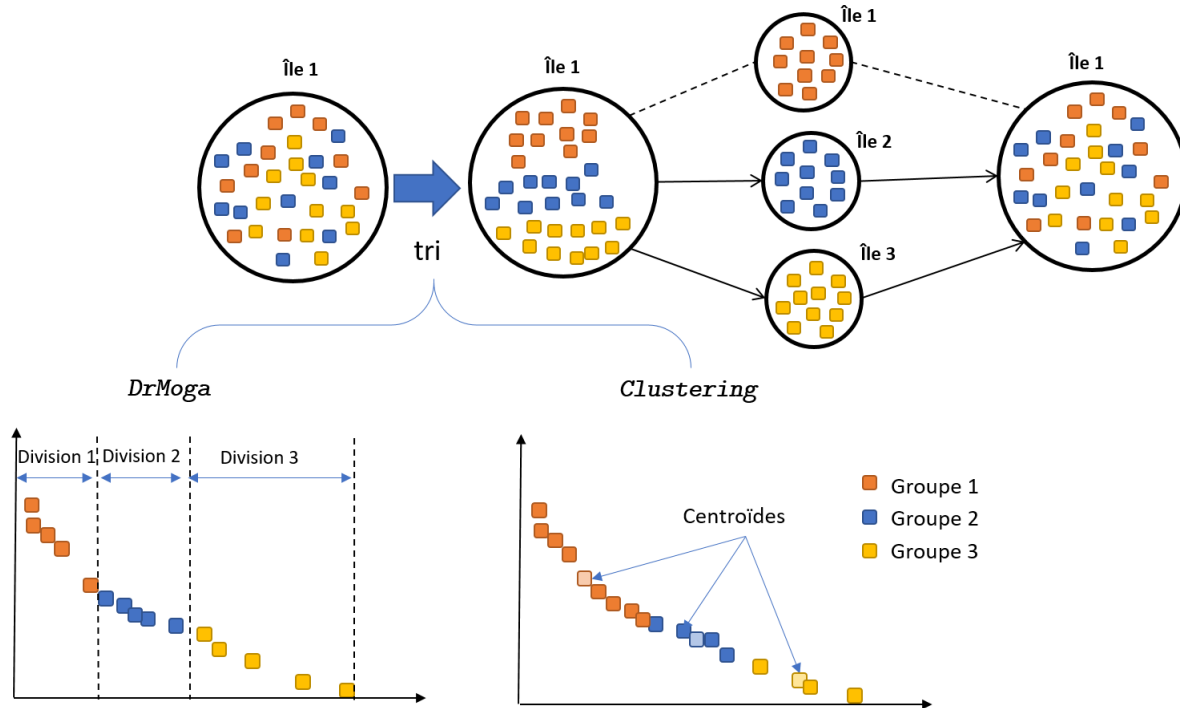 Île 1
Île 1
Île 1
Île 2
Île 3
Île 1
tri
DrMoga
Clustering
Division 1
Division 2
Division 3
Centroïdes
Groupe 1
Groupe 2
Groupe 3